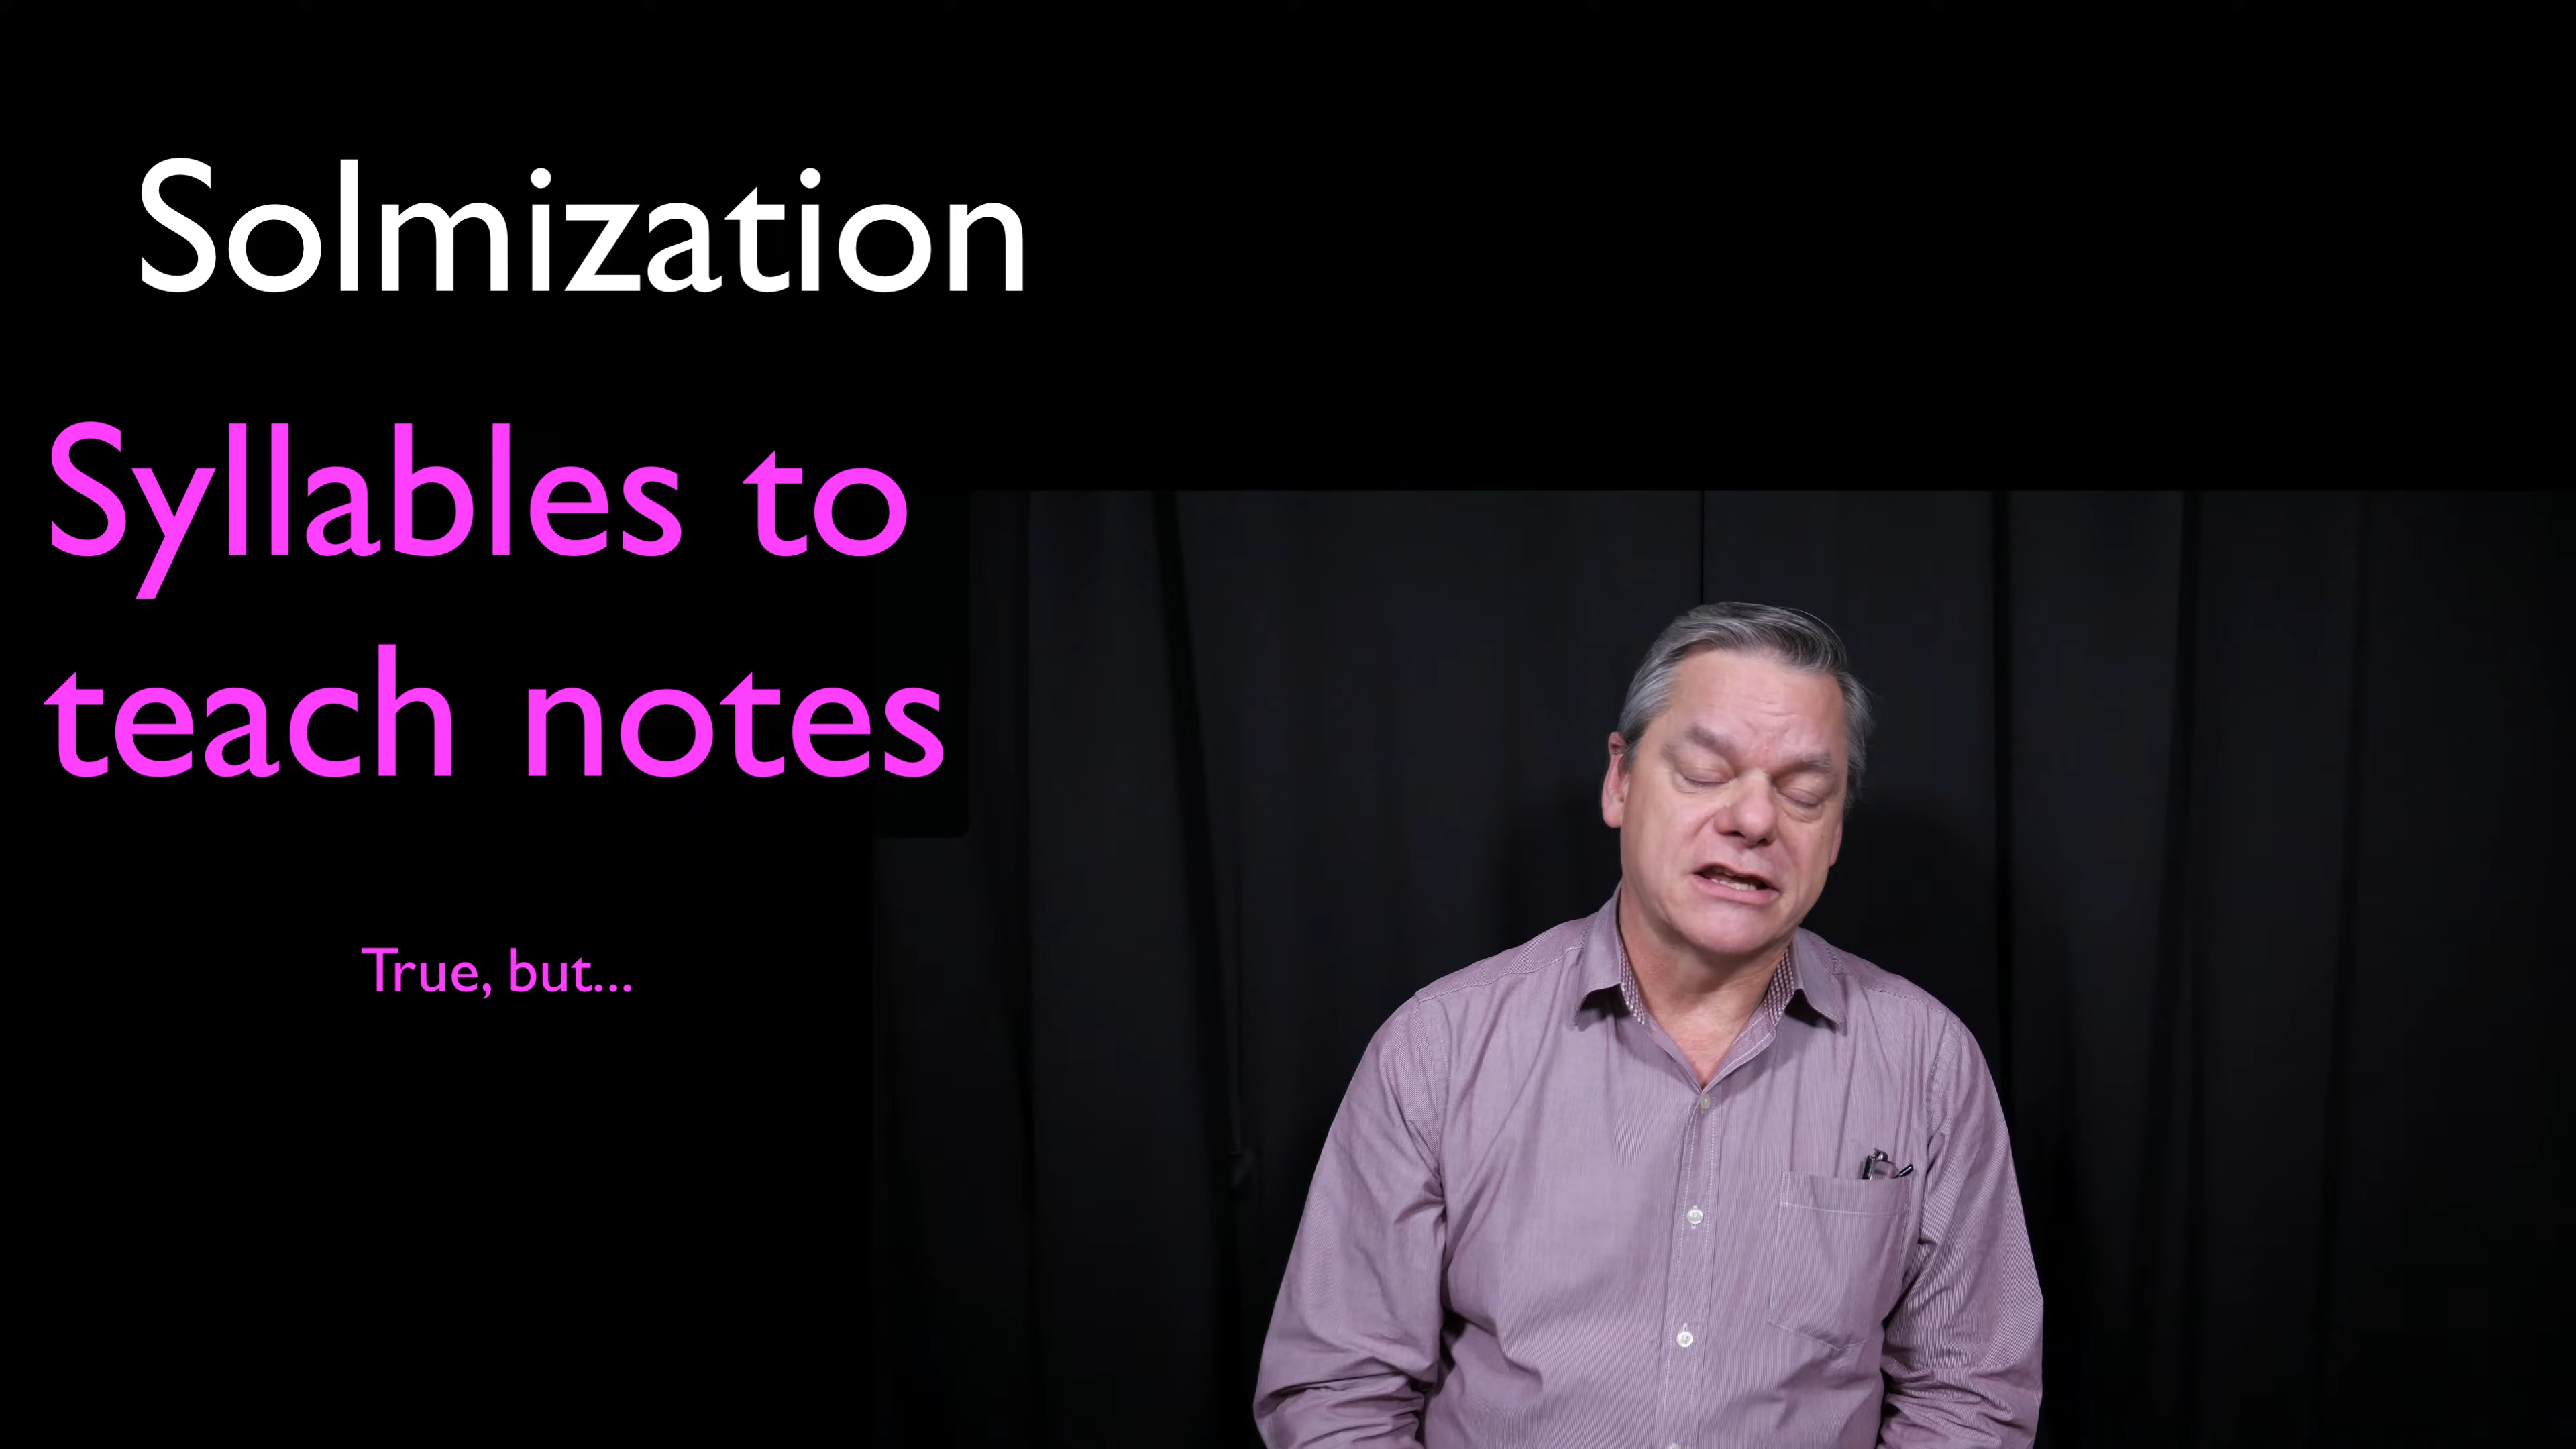 Solmization
Syllables to
teach notes
True, but...